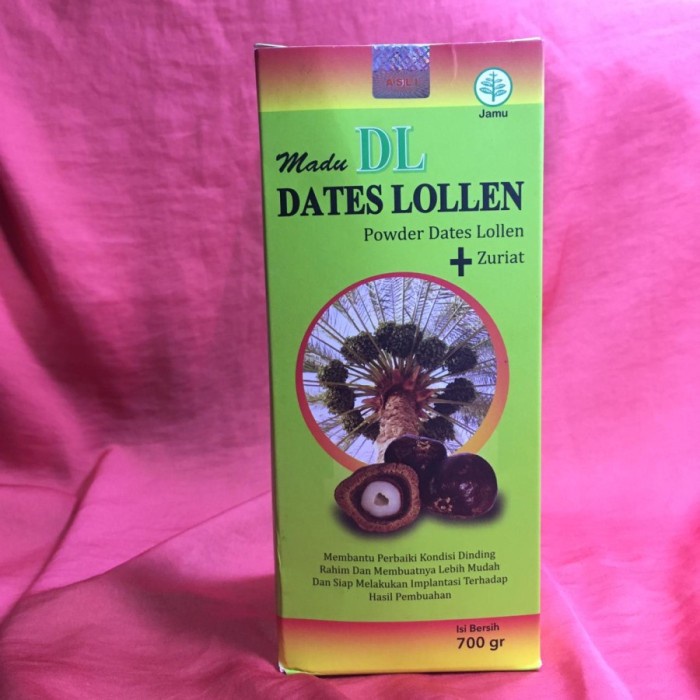 ASLI
Jamu
Madu DL
DATES LOLLEN
Powder Dates Lollen
+ Zuriat
Membantu Perbaiki Kondisi Dinding
Rahim Dan Membuatnya Lebih Mudah
Dan Siap Melakukan Implantasi Terhadap
Hasil Pembuahan
Isi Bersih
700 gr